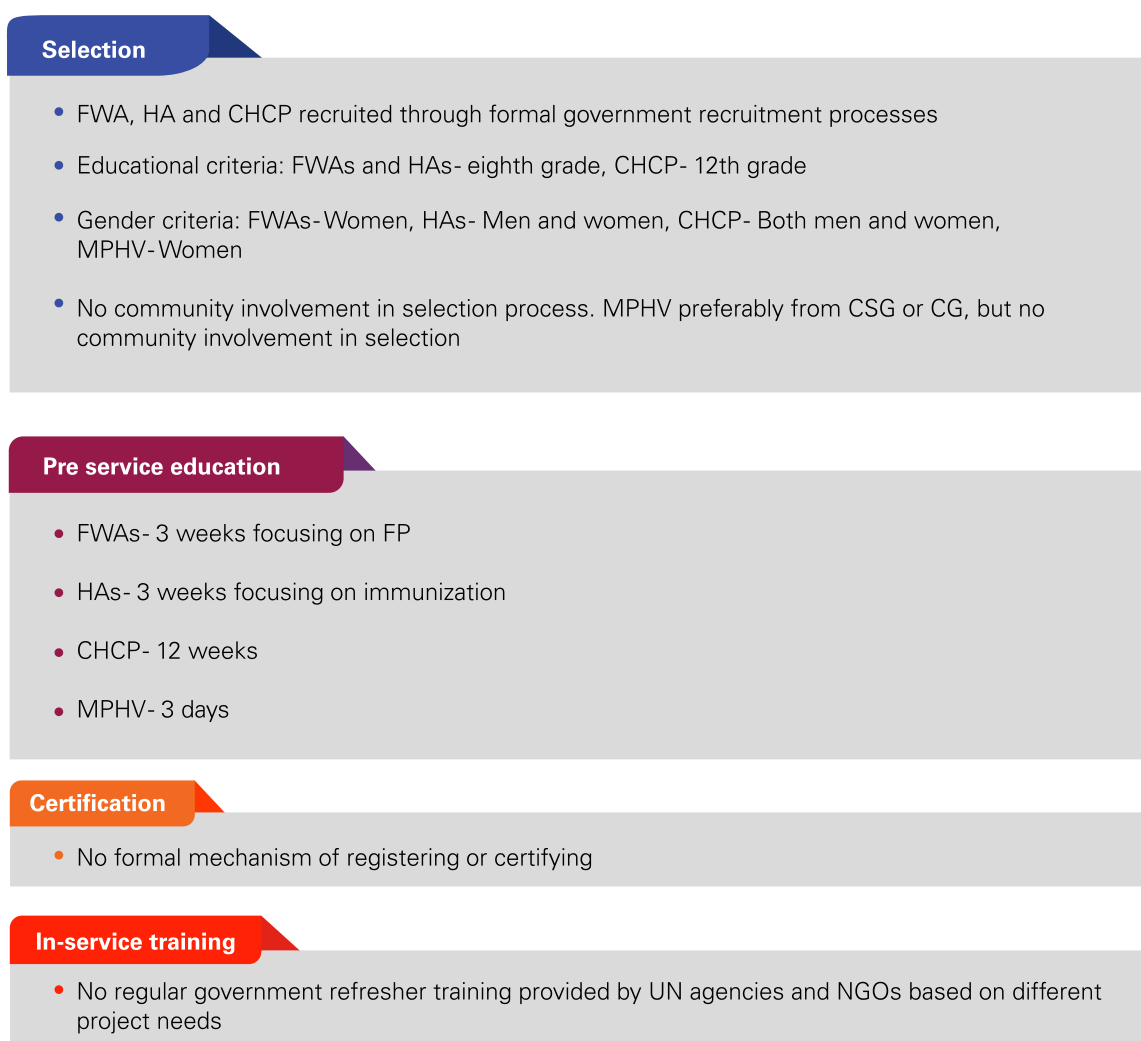 Selection
• FWA, HA and CHCP recruited through formal government recruitment processes
• Educational criteria: FWAs and HAs- eighth grade, CHCP- 12th grade
• Gender criteria: FWAs-Women, HAs- Men and women, CHCP- Both men and women,
MPHV-Women
• No community involvement in selection process. MPHV preferably from CSG or CG, but no
community involvement in selection
Pre service education
• FWAs- 3 weeks focusing on FP
• HAs- 3 weeks focusing on immunization
• CHCP- 12 weeks
• MPHV- 3 days
Certification
• No formal mechanism of registering or certifying
In-service training
• No regular government refresher training provided by UN agencies and NGOs based on different
project needs